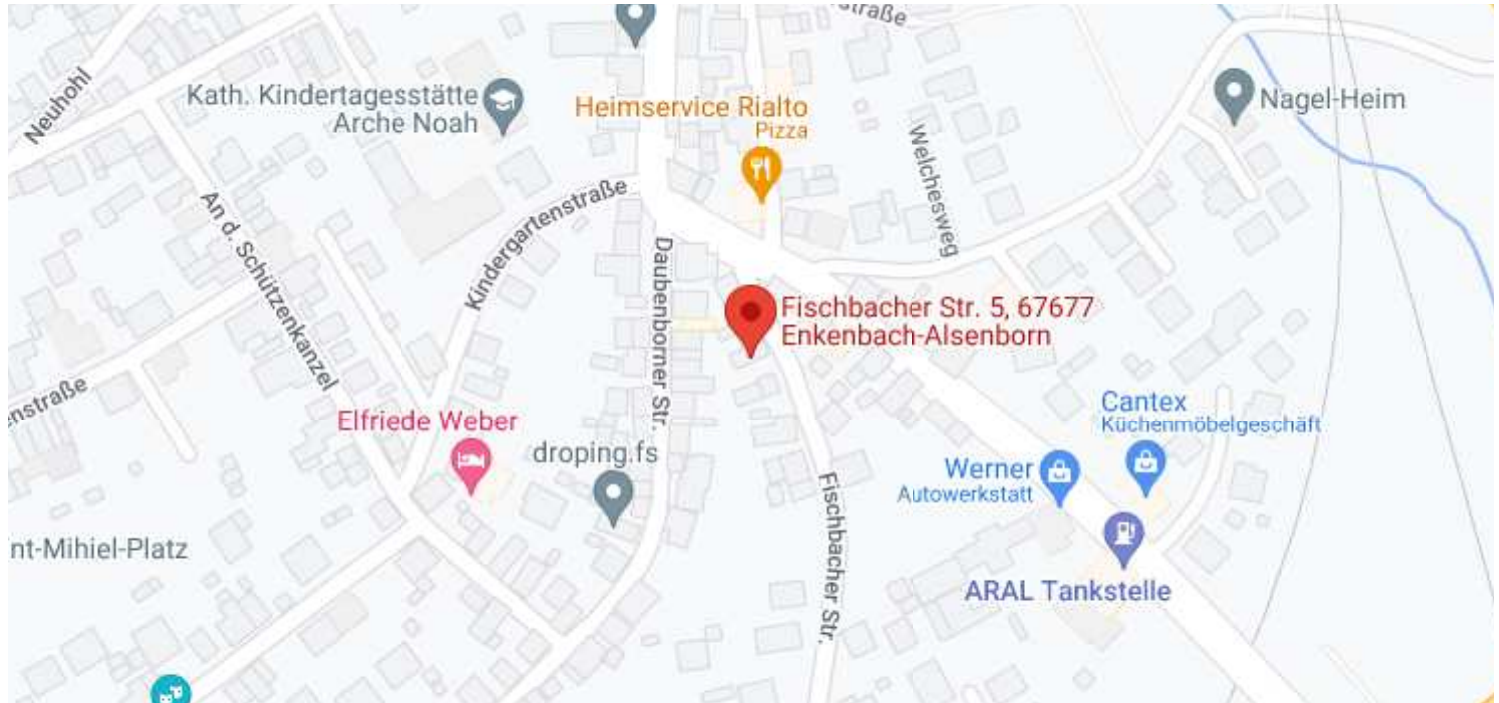 straße
Neuhohl
Kath. Kindertagesstätte
Arche Noah
Heimservice Rialto
Pizza
Nagel-Heim
Welchesweg
An d. Schützenkanzel
Kindergartenstraße
Daubenborner Str.
Fischbacher Str. 5, 67677
Enkenbach-Alsenborn
enstraße
Elfriede Weber
droping.fs
Cantex
Küchenmöbelgeschäft
Werner
Autowerkstatt
Fischbacher Str.
nt-Mihiel-Platz
ARAL Tankstelle